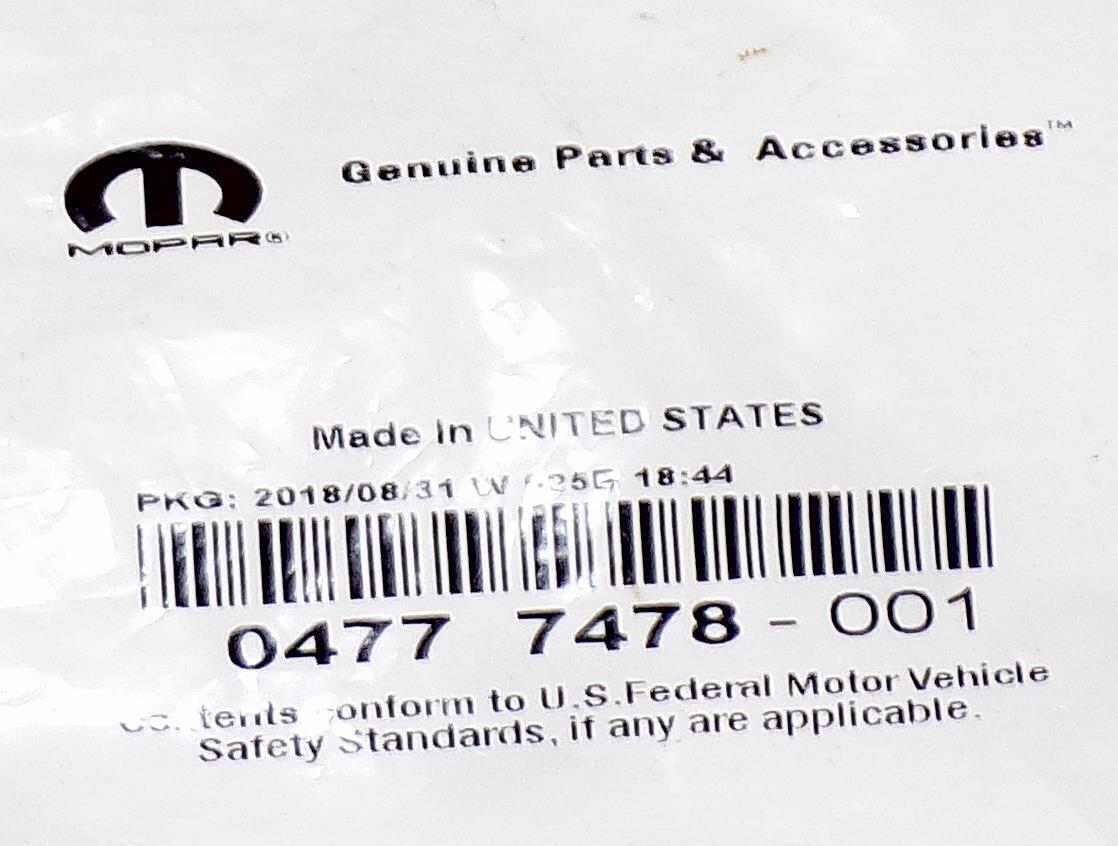 Genuine Parts & Accessories™
MOPAR®
Made In UNITED STATES
PKG: 2018/08/31 18:44
0477 7478-001
Contents conform to U.S.Federal Motor Vehicle
Safety Standards, if any are applicable.